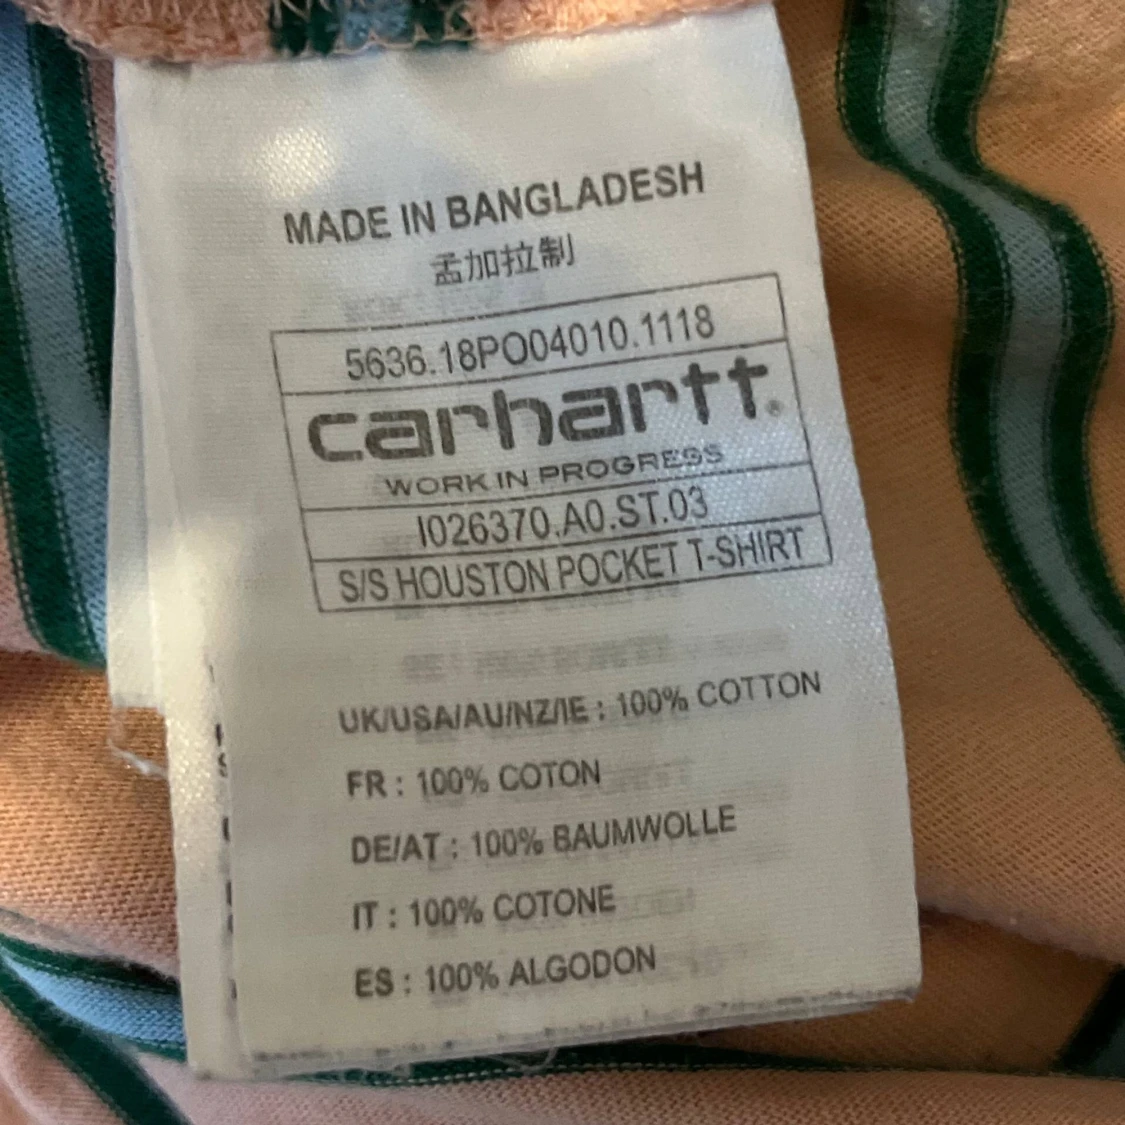 MADE IN BANGLADESH
孟加拉制
5636.18PO04010.1118
carhartt®
WORK IN PROGRESS
I026370.A0.ST.03
S/S HOUSTON POCKET T-SHIRT
UK/USA/AU/NZ/IE : 100% COTTON
FR : 100% COTON
DE/AT : 100% BAUMWOLLE
IT : 100% COTONE
ES : 100% ALGODON